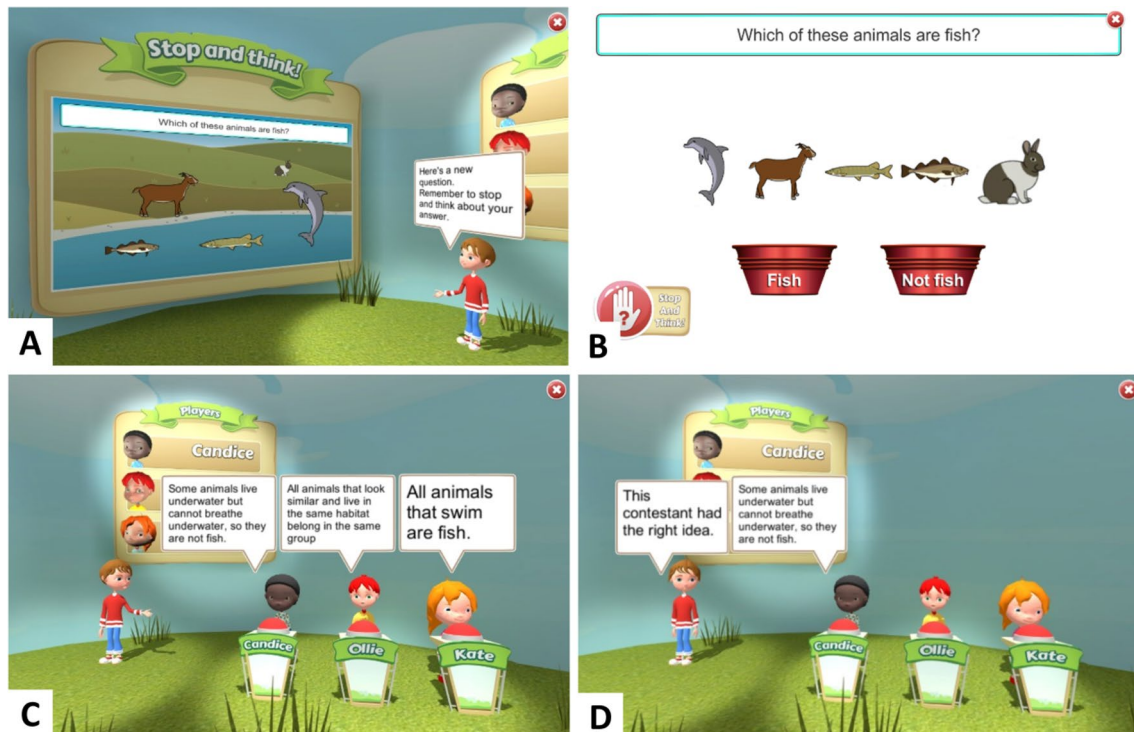 Stop and think!
Which of these animals are fish?
Here's a new
question.
Remember to stop
and think about your
answer.
A
Which of these animals are fish?
Fish
Not fish
Stop
And
Think!
?
B
Players
Candice
Some animals live
underwater but
cannot breathe
underwater, so they
are not fish.
All animals that look
similar and live in
the same habitat
belong in the same
group
All animals
that swim
are fish.
Candice
Ollie
Kate
C
Players
Candice
This
contestant had
the right idea.
Some animals live
underwater but
cannot breathe
underwater, so they
are not fish.
Candice
Ollie
Kate
D